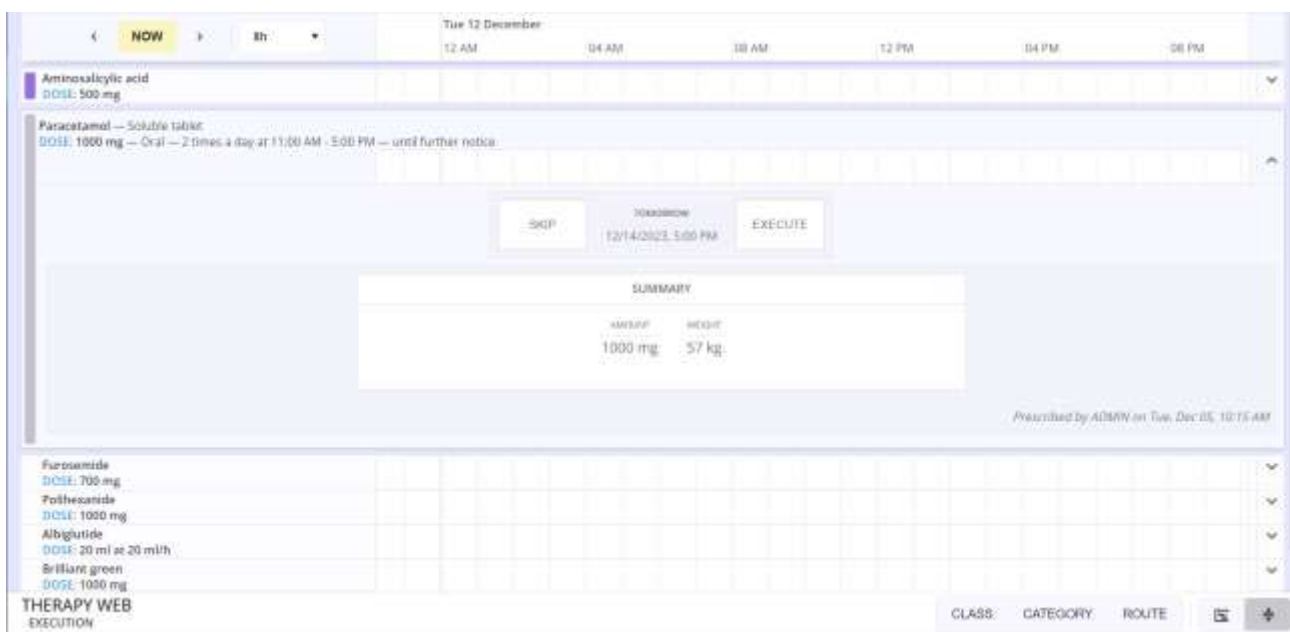 NOW 8h
Tue 12 December
12 AM 04 AM 08 AM 12 PM 04 PM 08 PM
Aminosalicylic acid
DOSE: 500 mg
Paracetamol — Soluble tablet
DOSE: 1000 mg — Oral — 2 times a day at 11:00 AM - 5:00 PM — until further notice
TOMORROW
SKIP 12/14/2023, 5:00 PM EXECUTE
SUMMARY
AMOUNT WEIGHT
1000 mg 57 kg
Prescribed by ADMIN on Tue, Dec 05, 10:15 AM
Furosemide
DOSE: 700 mg
Polihexanide
DOSE: 1000 mg
Albiglutide
DOSE: 20 ml at 20 ml/h
Brilliant green
DOSE: 1000 mg
THERAPY WEB
EXECUTION
CLASS CATEGORY ROUTE